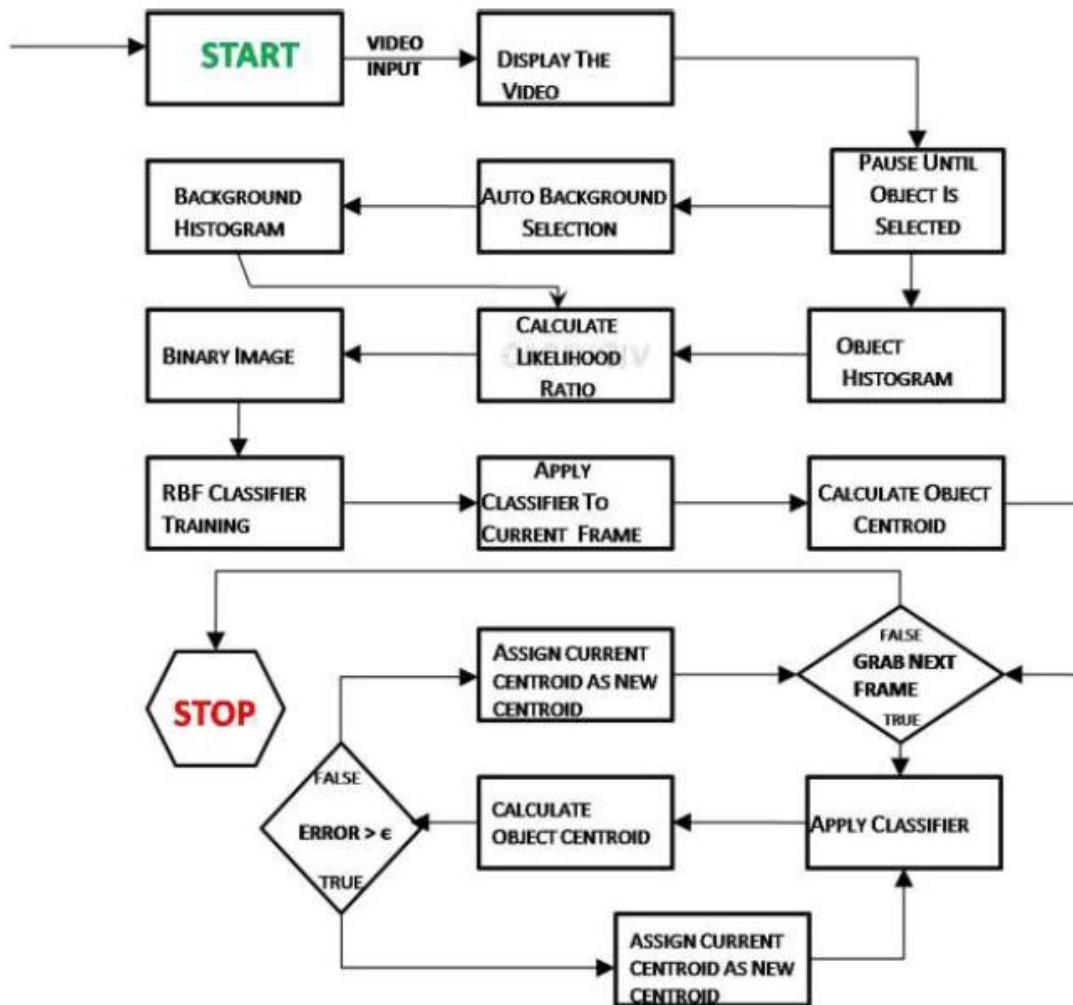 START
VIDEO
INPUT
DISPLAY THE
VIDEO
PAUSE UNTIL
OBJECT IS
SELECTED
AUTO BACKGROUND
SELECTION
BACKGROUND
HISTOGRAM
OBJECT
HISTOGRAM
CALCULATE
LIKELIHOOD
RATIO
BINARY IMAGE
RBF CLASSIFIER
TRAINING
APPLY
CLASSIFIER TO
CURRENT FRAME
CALCULATE OBJECT
CENTROID
FALSE
GRAB NEXT
FRAME
TRUE
STOP
ASSIGN CURRENT
CENTROID AS NEW
CENTROID
APPLY CLASSIFIER
CALCULATE
OBJECT CENTROID
FALSE
ERROR > ϵ
TRUE
ASSIGN CURRENT
CENTROID AS NEW
CENTROID